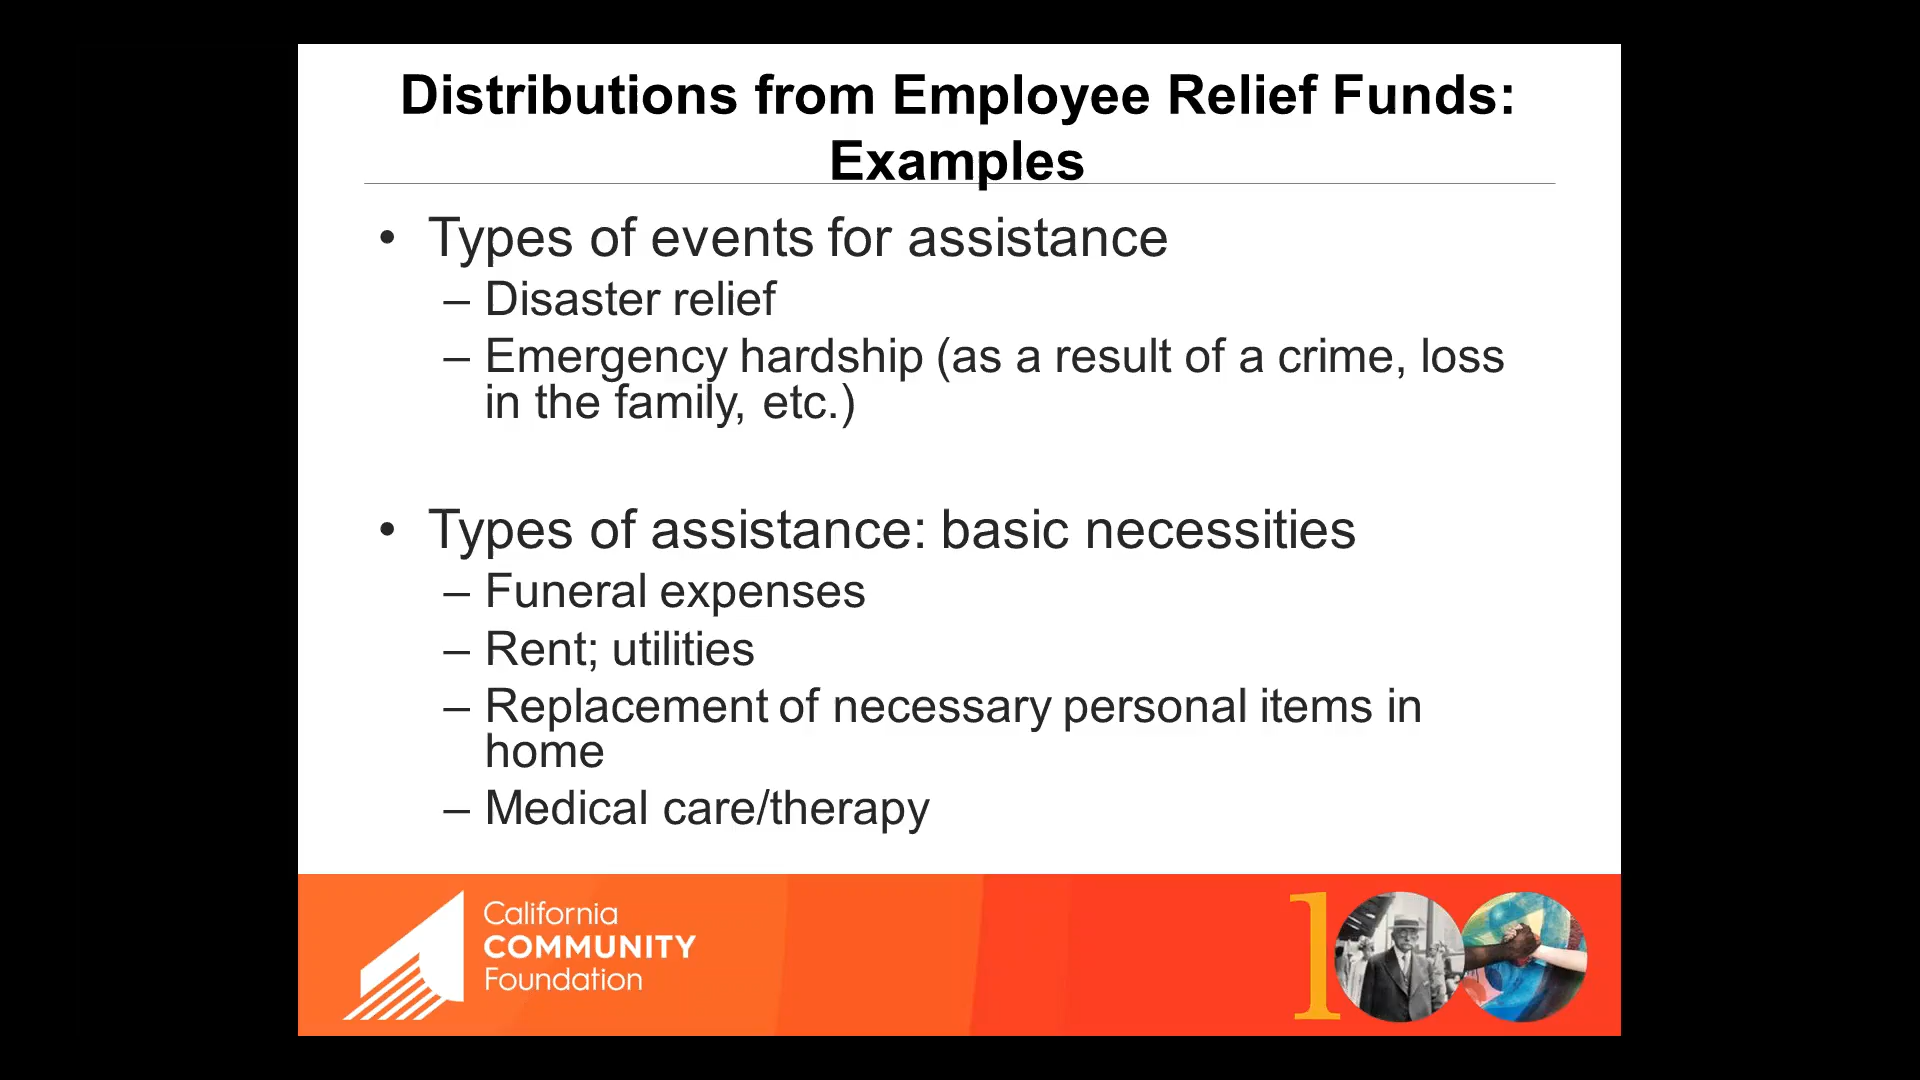 Distributions from Employee Relief Funds:
Examples
• Types of events for assistance
– Disaster relief
– Emergency hardship (as a result of a crime, loss
in the family, etc.)
• Types of assistance: basic necessities
– Funeral expenses
– Rent; utilities
– Replacement of necessary personal items in
home
– Medical care/therapy
California
COMMUNITY
Foundation
100